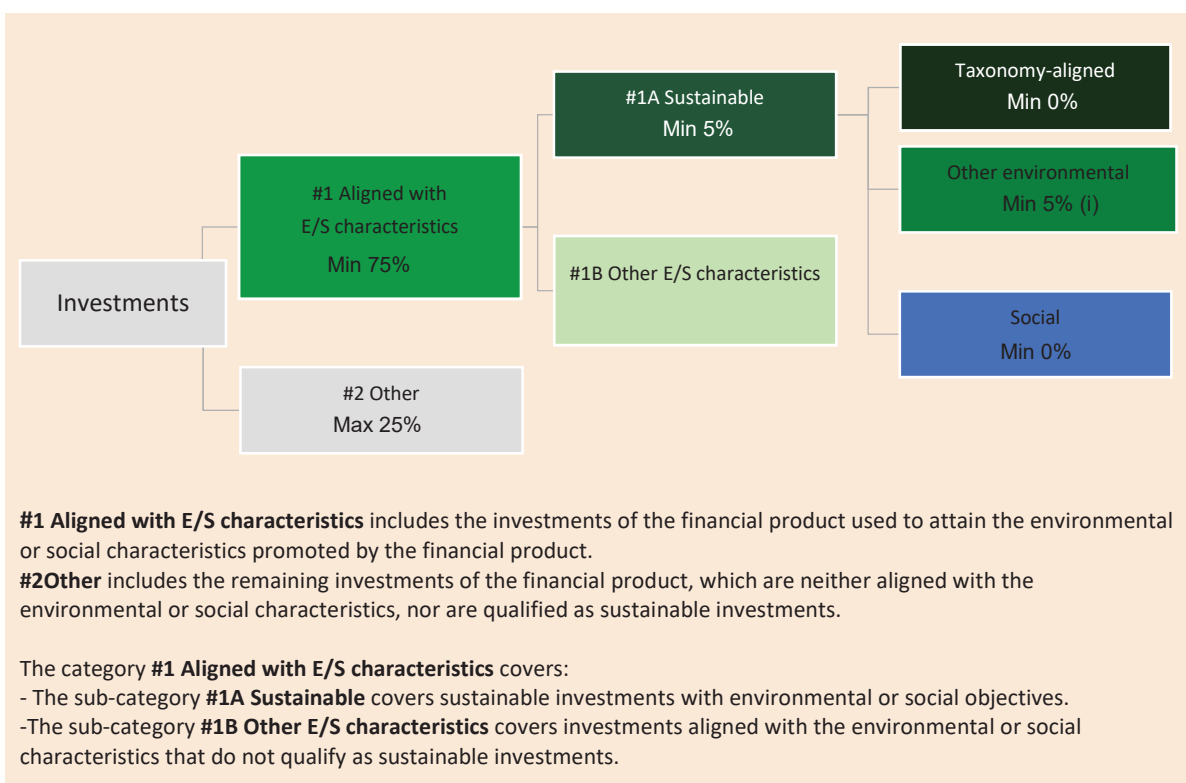 Investments
#1 Aligned with
E/S characteristics
Min 75%
#2 Other
Max 25%
#1A Sustainable
Min 5%
#1B Other E/S characteristics
Taxonomy-aligned
Min 0%
Other environmental
Min 5% (i)
Social
Min 0%
#1 Aligned with E/S characteristics includes the investments of the financial product used to attain the environmental
or social characteristics promoted by the financial product.
#2Other includes the remaining investments of the financial product, which are neither aligned with the
environmental or social characteristics, nor are qualified as sustainable investments.
The category #1 Aligned with E/S characteristics covers:
- The sub-category #1A Sustainable covers sustainable investments with environmental or social objectives.
-The sub-category #1B Other E/S characteristics covers investments aligned with the environmental or social
characteristics that do not qualify as sustainable investments.